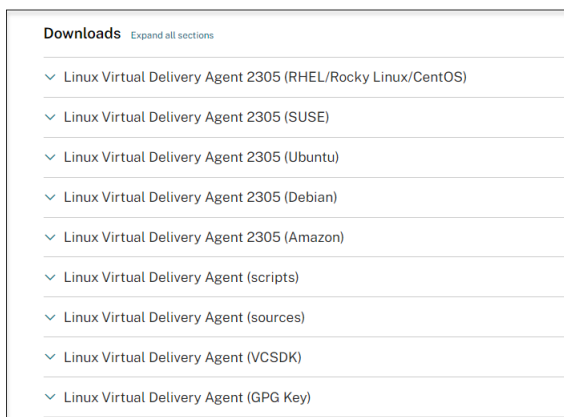 Downloads Expand all sections
Linux Virtual Delivery Agent 2305 (RHEL/Rocky Linux/CentOS)
Linux Virtual Delivery Agent 2305 (SUSE)
Linux Virtual Delivery Agent 2305 (Ubuntu)
Linux Virtual Delivery Agent 2305 (Debian)
Linux Virtual Delivery Agent 2305 (Amazon)
Linux Virtual Delivery Agent (scripts)
Linux Virtual Delivery Agent (sources)
Linux Virtual Delivery Agent (VCSDK)
Linux Virtual Delivery Agent (GPG Key)